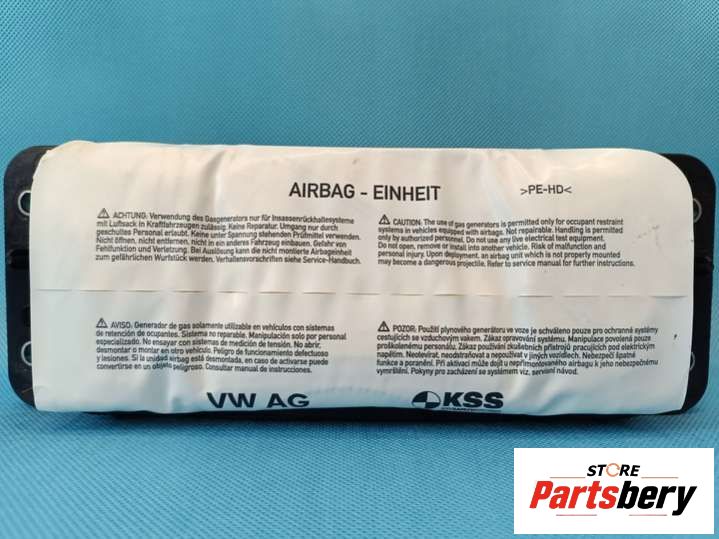 AIRBAG - EINHEIT
>PE-HD<
ACHTUNG: Verwendung des Gasgenerators nur für Insassenrückhaltesysteme
mit Luftsack in Kraftfahrzeugen zulässig. Keine Reparatur. Umgang nur durch
geschultes Personal erlaubt. Keine unter Spannung stehenden Prüfmittel verwenden.
Nicht öffnen, nicht entfernen, nicht in ein anderes Fahrzeug einbauen. Gefahr von
Fehlfunktion und Verletzung. Bei Auslösung kann die nicht montierte Airbageinheit
zum gefährlichen Wurfstück werden. Verhaltensvorschriften siehe Service-Handbuch.
CAUTION: The use of gas generators is permitted only for occupant restraint
systems in vehicles equipped with airbags. Not repairable. Handling is permitted
only by authorized personnel. Do not use any live electrical test equipment.
Do not open, remove or install into another vehicle. Risk of malfunction and
personal injury. Upon deployment, an airbag unit which is not properly mounted
may become a dangerous projectile. Refer to service manual for further instructions.
AVISO: Generador de gas solamente utilizable en vehículos con sistemas
de retención de ocupantes. Sistema no reparable. Manipulación solo por personal
especializado. No ensayar con sistemas de medición de tensión. No abrir,
desmontar o montar en otro vehículo. Peligro de funcionamiento defectuoso
y lesiones. Si la unidad airbag está desmontada, en caso de activarse puede
convertirse en un objeto peligroso. Consultar manual de instrucciones.
POZOR: Použití plynového generátoru ve voze je schváleno pouze pro ochranné systémy
cestujících se vzduchovým vakem. Zákaz opravování systému. Manipulace povolená pouze
proškolenému personálu. Zákaz používání zkušebních přístrojů pracujících pod elektrickým
napětím. Neotevírat, neodstraňovat a nepoužívat v jiných vozidlech. Nebezpečí špatné
funkce a poranění. Při aktivaci může dojít u nepřimontovaného airbagu k jeho nebezpečnému
vymrštění. Pokyny pro zacházení se systémem viz. servisní návod.
VW AG
KSS
STORE
Partsbery